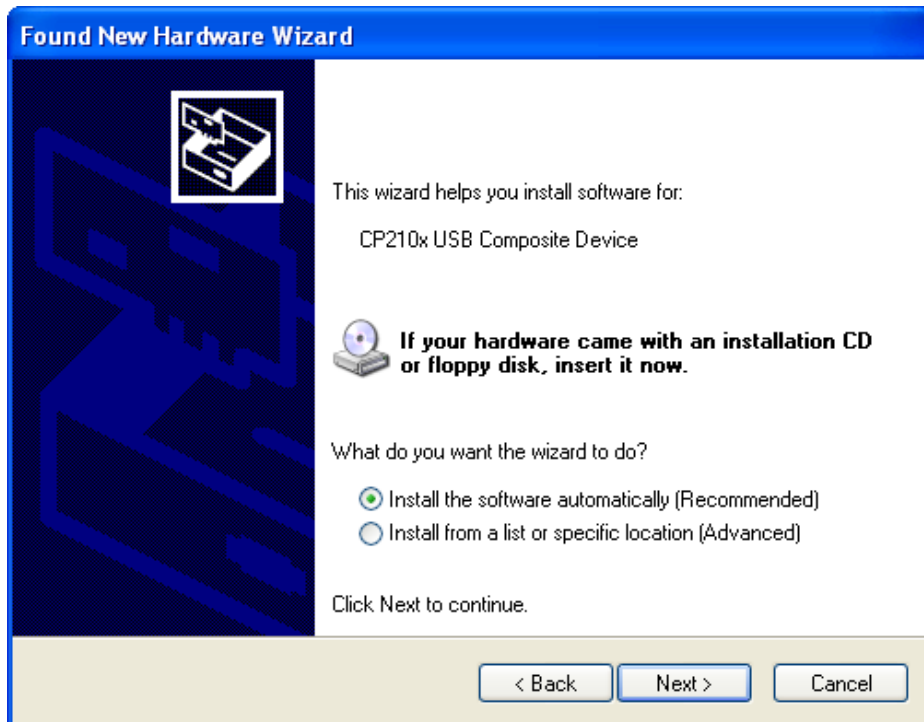 Found New Hardware Wizard
This wizard helps you install software for:
CP210x USB Composite Device
If your hardware came with an installation CD
or floppy disk, insert it now.
What do you want the wizard to do?
Install the software automatically (Recommended)
Install from a list or specific location (Advanced)
Click Next to continue.
< Back
Next >
Cancel